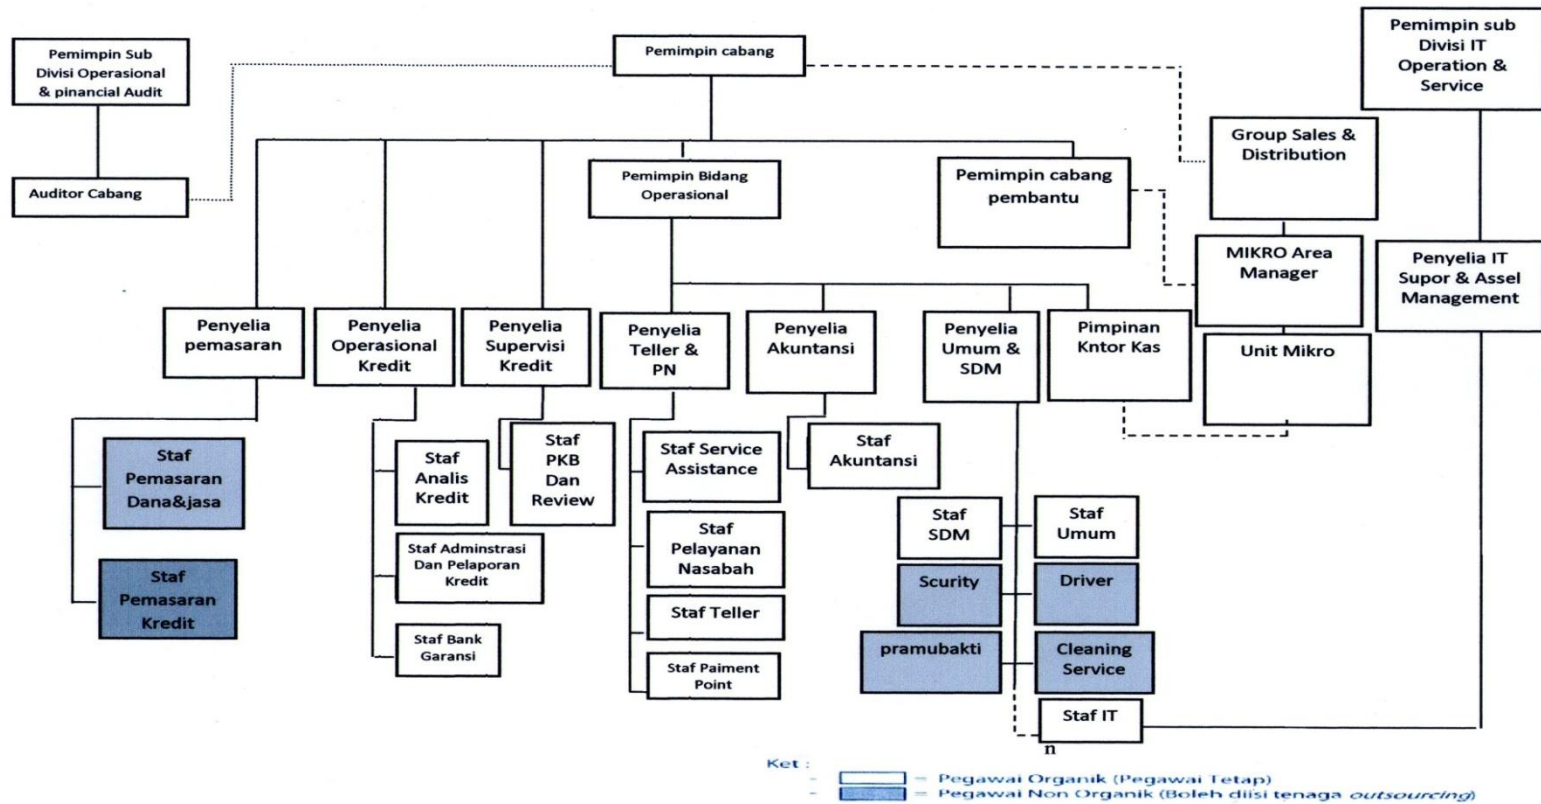 Pemimpin Sub
Divisi Operasional
& pinancial Audit
Pemimpin cabang
Pemimpin sub
Divisi IT
Operation &
Service
Group Sales &
Distribution
Auditor Cabang
Pemimpin Bidang
Operasional
Pemimpin cabang
pembantu
MIKRO Area
Manager
Penyelia IT
Supor & Assel
Management
Penyelia
pemasaran
Penyelia
Operasional
Kredit
Penyelia
Supervisi
Kredit
Penyelia
Teller &
PN
Penyelia
Akuntansi
Penyelia
Umum &
SDM
Pimpinan
Kntor Kas
Unit Mikro
Staf
Pemasaran
Dana&jasa
Staf
Pemasaran
Kredit
Staf
Analis
Kredit
Staf Adminstrasi
Dan Pelaporan
Kredit
Staf Bank
Garansi
Staf
PKB
Dan
Review
Staf Service
Assistance
Staf
Pelayanan
Nasabah
Staf Teller
Staf Paiment
Point
Staf
Akuntansi
Staf
SDM
Staf
Umum
Scurity
Driver
pramubakti
Cleaning
Service
Staf IT
n
Ket :
- = Pegawai Organik (Pegawai Tetap)
- = Pegawai Non Organik (Boleh diisi tenaga outsourcing)